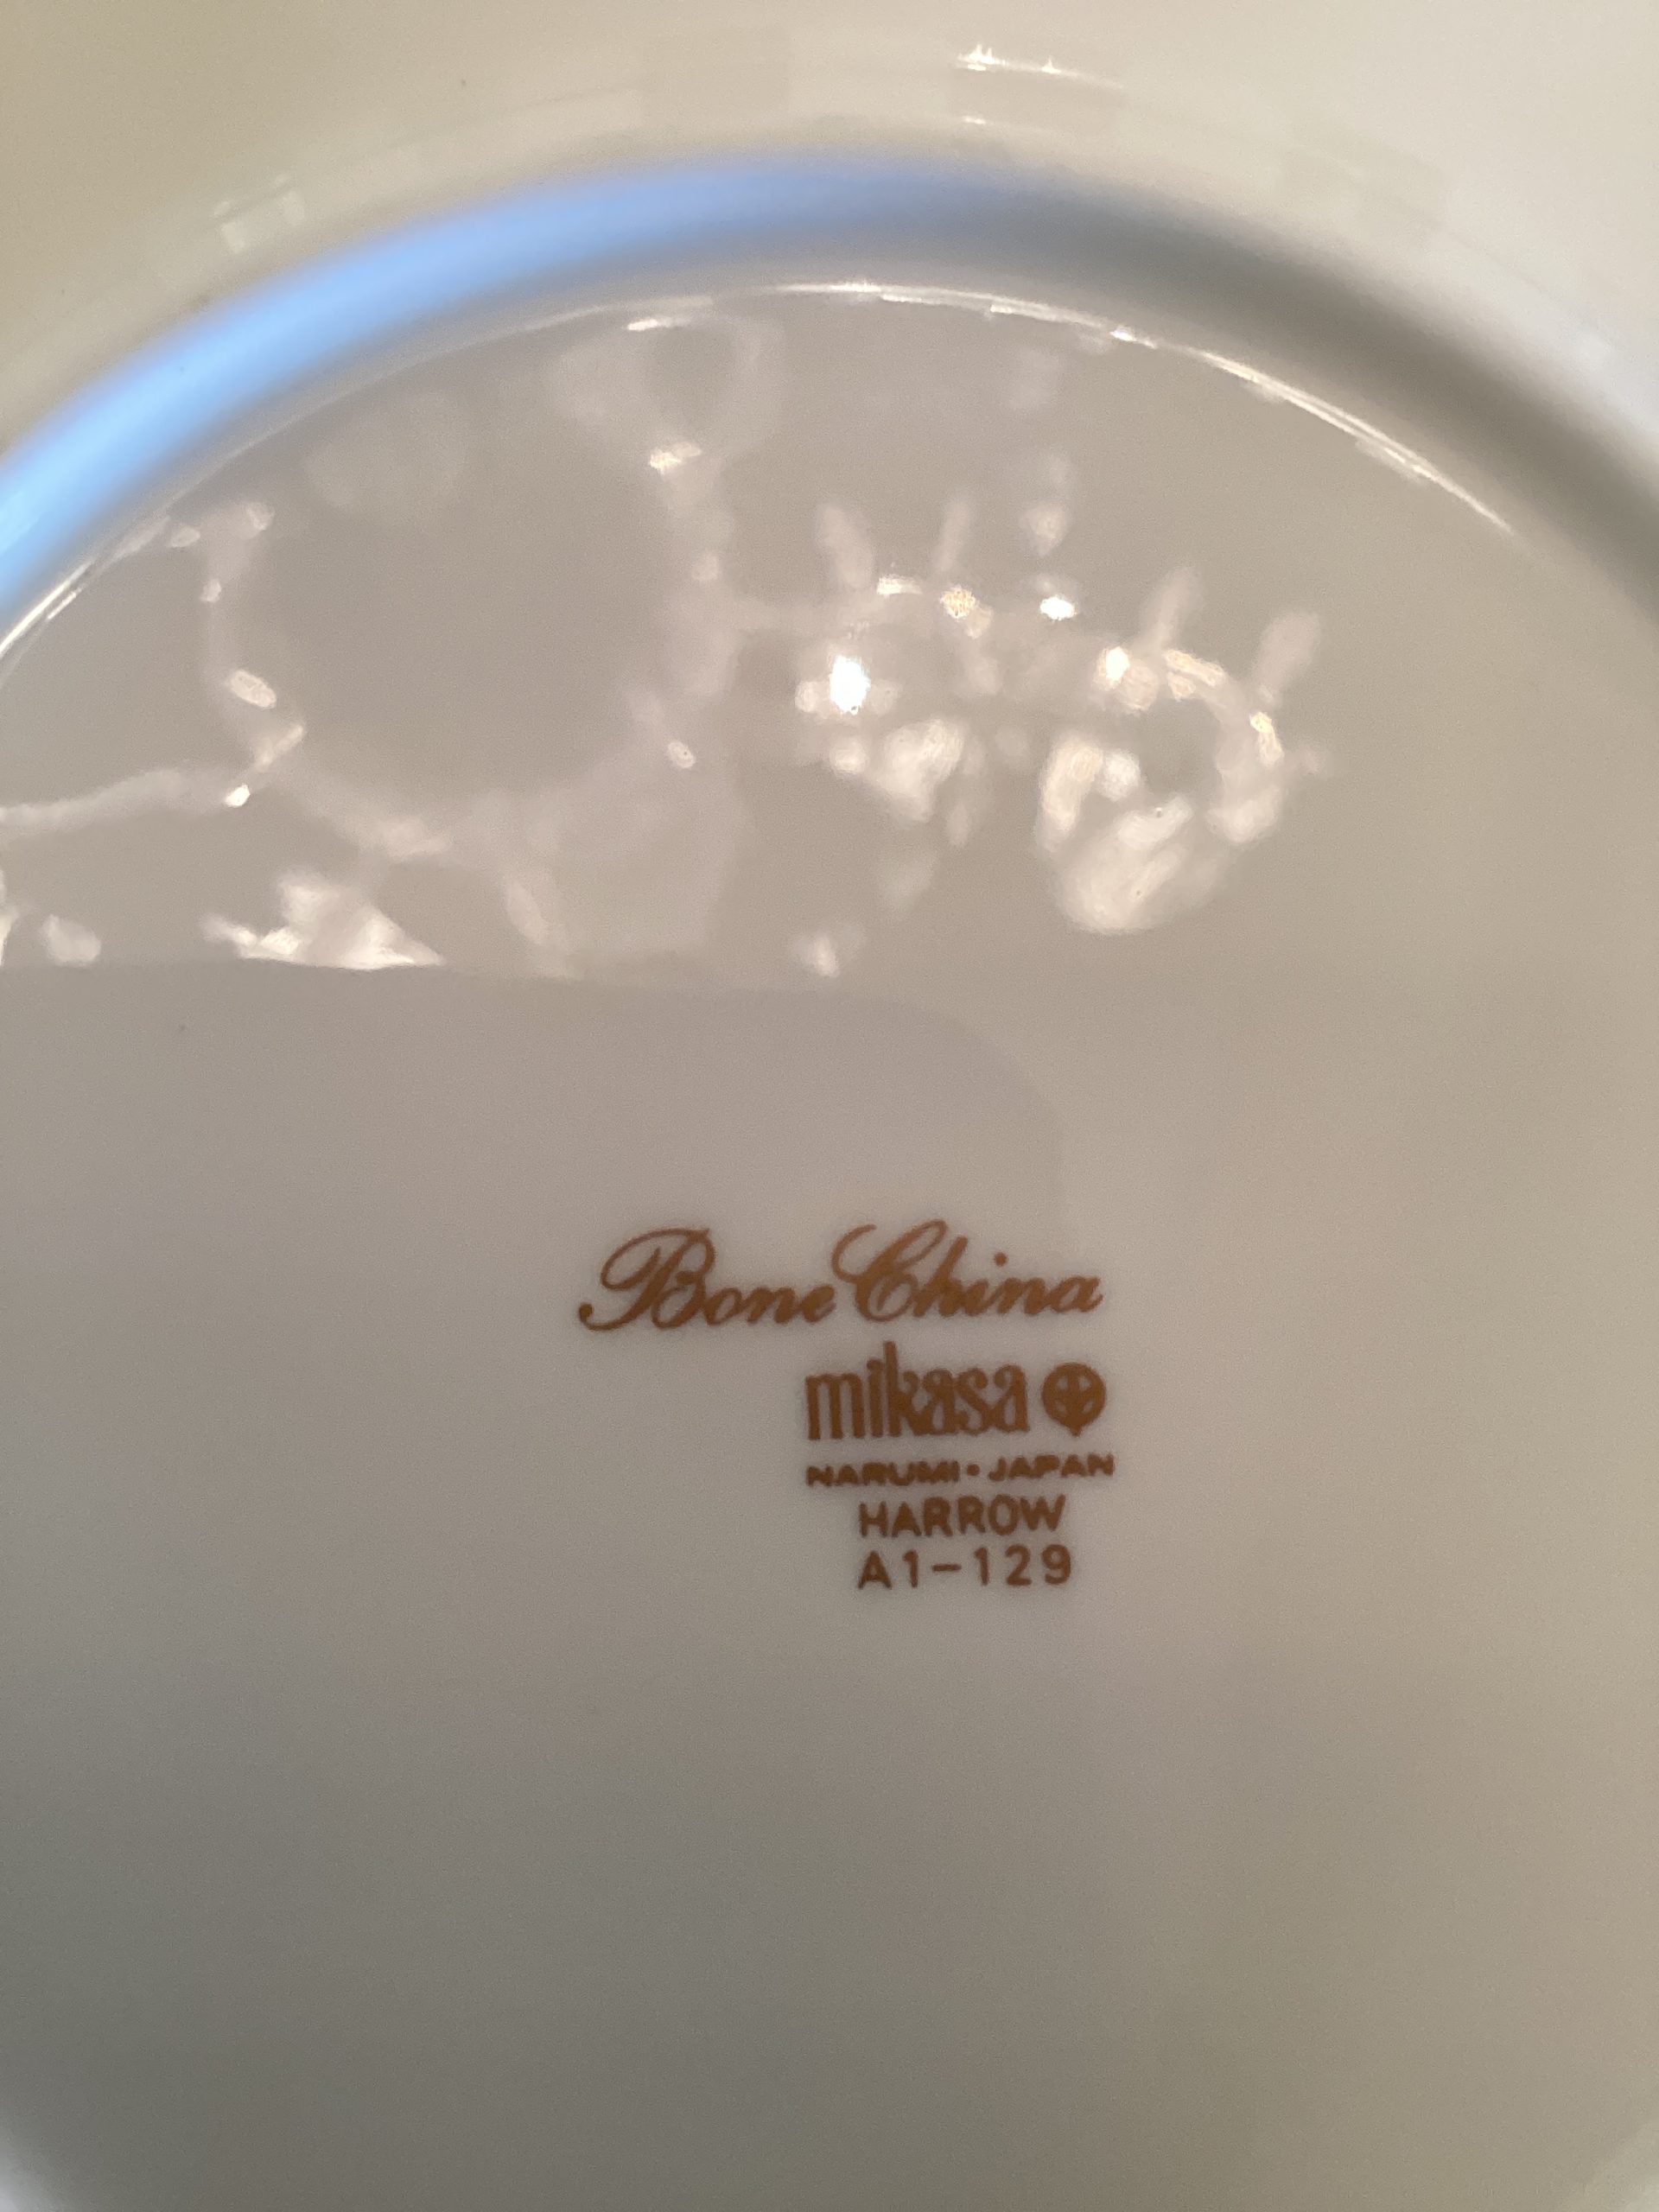 Bone China
mikasa
NARUMI • JAPAN
HARROW
A1-129